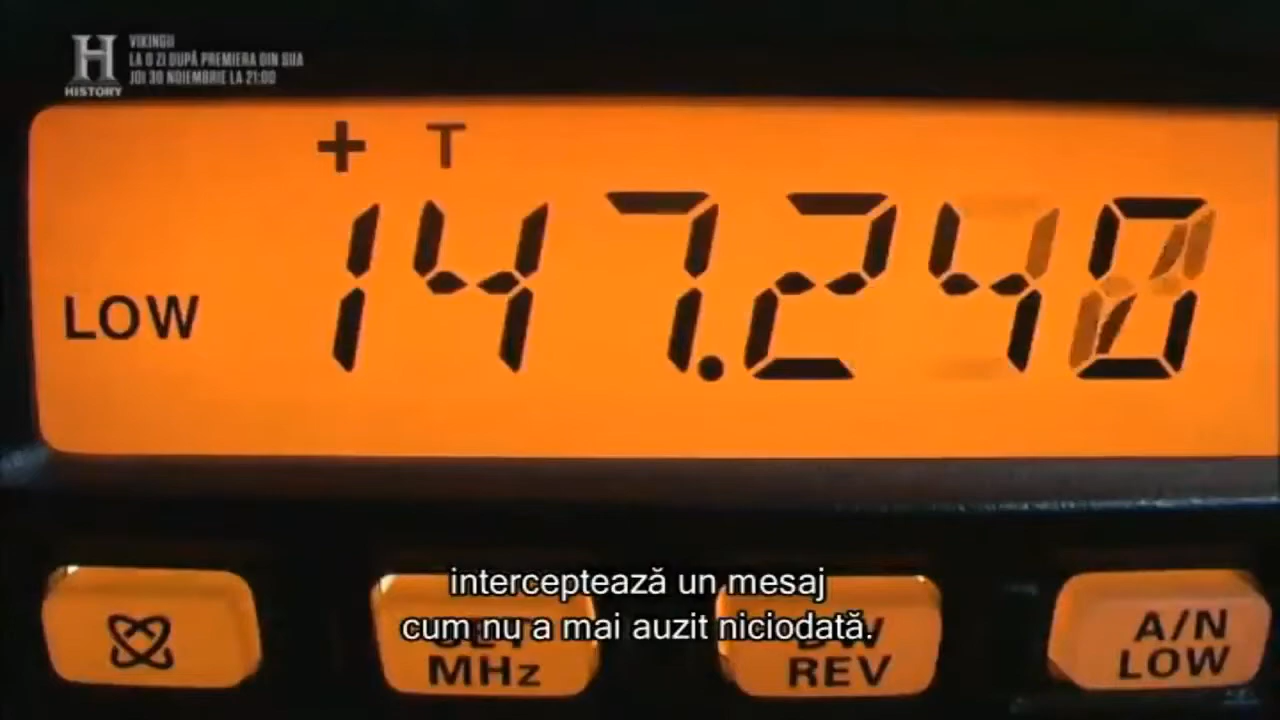 VIKINGII
LA O ZI DUPĂ PREMIERA DIN SUA
JOI 30 NOIEMBRIE LA 21:00
H
HISTORY
+ T
LOW 147.240
interceptează un mesaj
cum nu a mai auzit niciodată.
MHz
REV
A/N
LOW